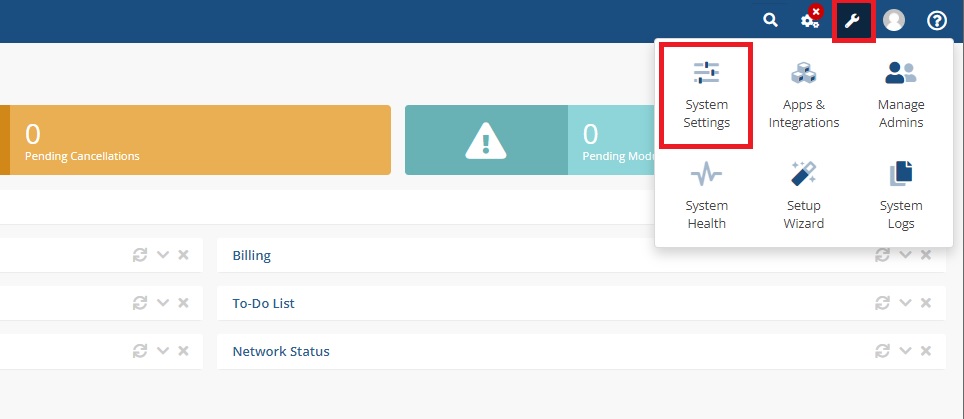 System
Settings
Apps &
Integrations
Manage
Admins
0
Pending Cancellations
0
Pending Modu
System
Health
Setup
Wizard
System
Logs
Billing
To-Do List
Network Status